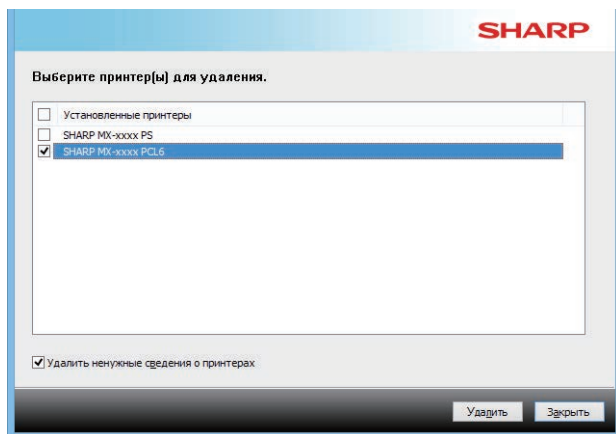 SHARP
Выберите принтер(ы) для удаления.
Установленные принтеры
SHARP MX-xxxx PS
SHARP MX-xxxx PCL6
Удалить ненужные сведения о принтерах
Удалить Закрыть